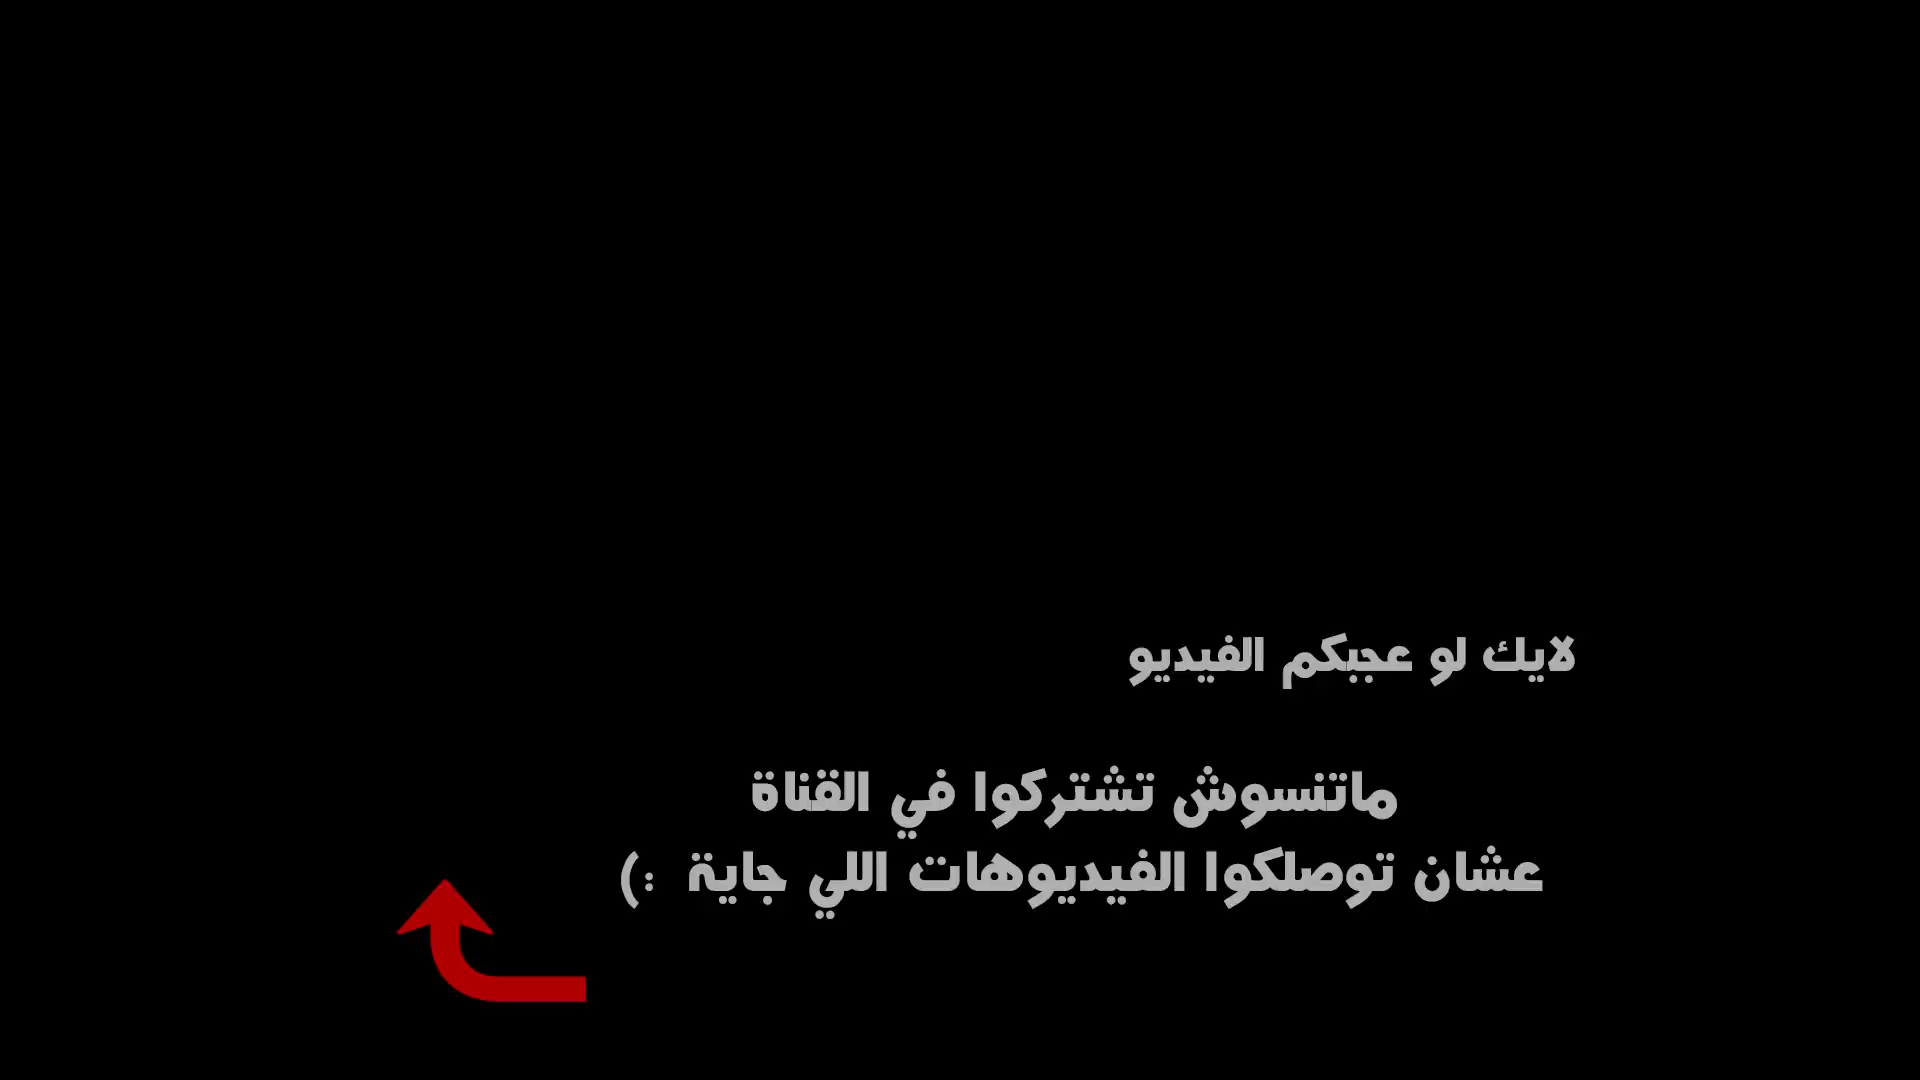 لايك لو عجبكم الفيديو
ماتنسوش تشتركوا في القناة
عشان توصلكوا الفيديوهات اللي جاية :)